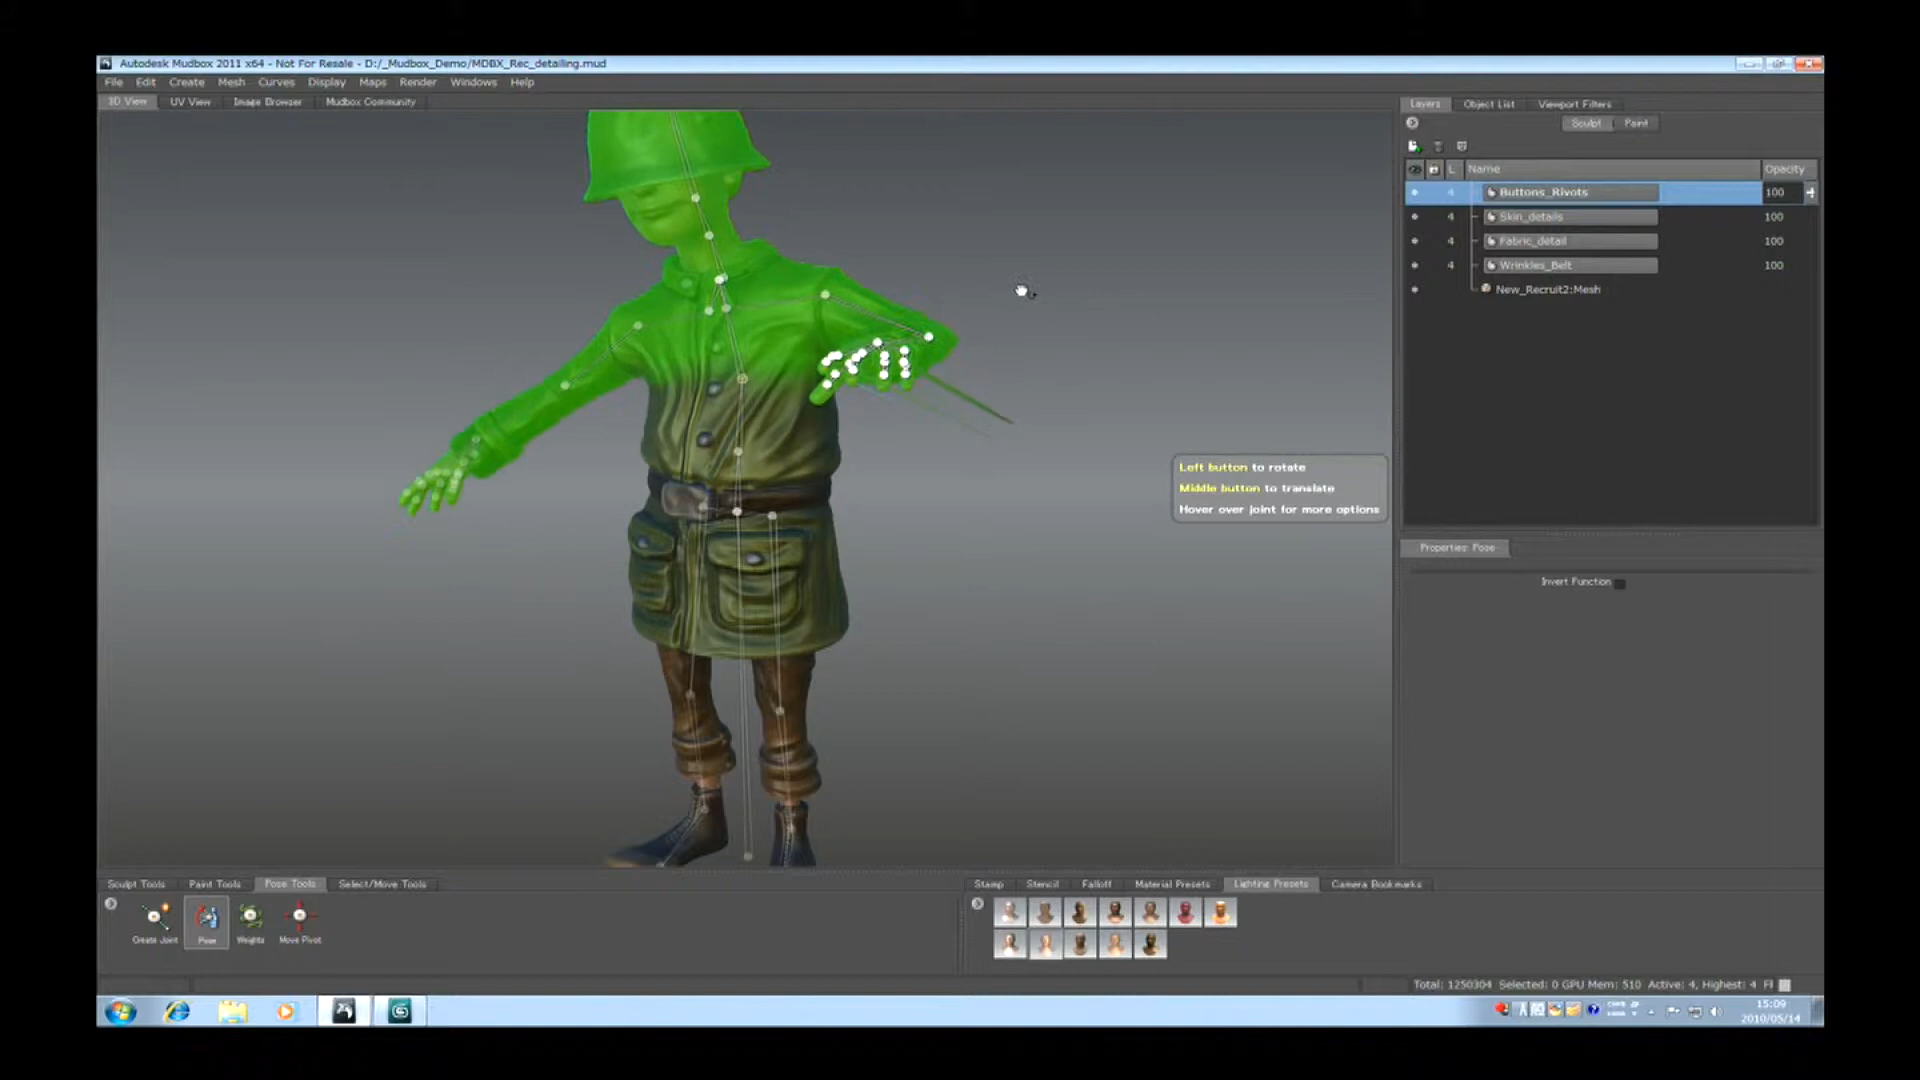 Autodesk Mudbox 2011 x64 - Not For Resale - D:/_Mudbox_Demo/MDBX_Rec_detailing.mud
File Edit Create Mesh Curves Display Maps Render Windows Help
3D View UV View Image Browser Mudbox Community
Layers Object List Viewport Filters
Sculpt Paint
L Name Opacity
4 Buttons_Rivots 100
4 Skin_details 100
4 Fabric_detail 100
4 Wrinkles_Belt 100
New_Recruit2:Mesh
Left button to rotate
Middle button to translate
Hover over joint for more options
Properties: Pose
Invert Function
Sculpt Tools Paint Tools Pose Tools Select/Move Tools
Create Joint Pose Weights Move Pivot
Stamp Stencil Falloff Material Presets Lighting Presets Camera Bookmarks
Total: 1250304 Selected: 0 GPU Mem: 510 Active: 4, Highest: 4 F
15:09
2010/05/14